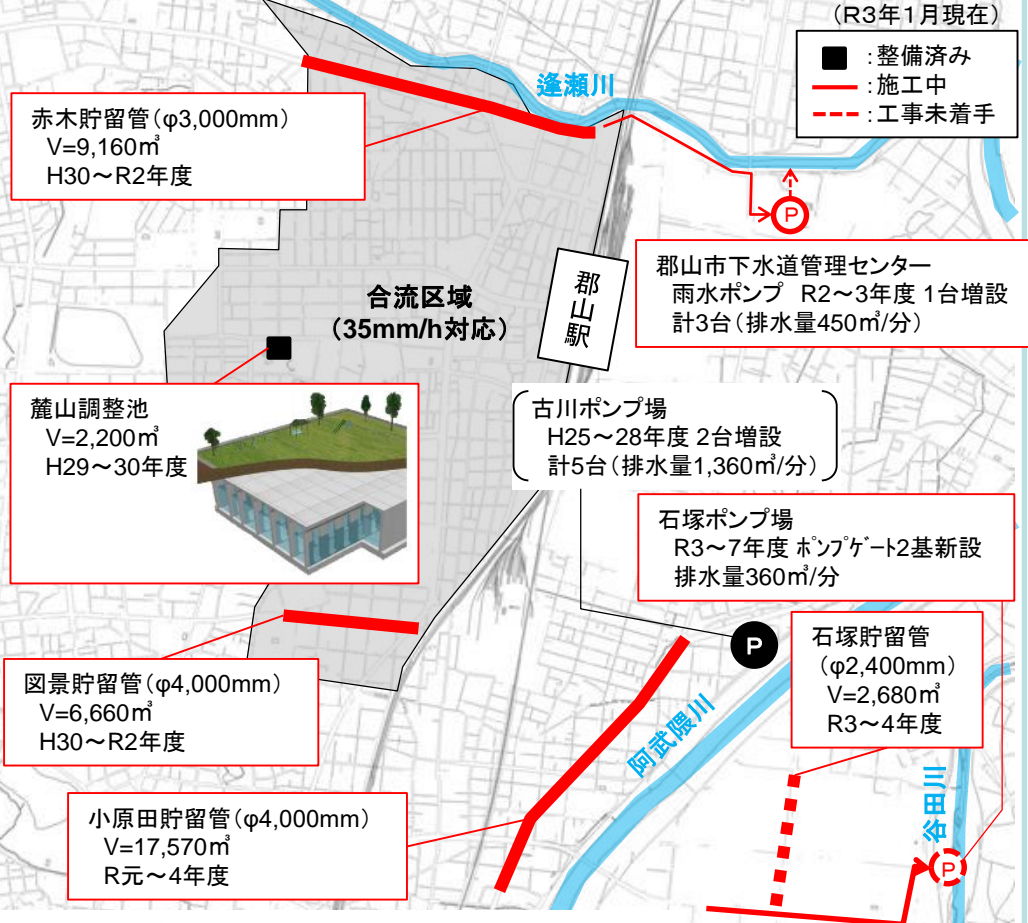 (R3年1月現在)
:整備済み
:施工中
:工事未着手
逢瀬川
赤木貯留管(φ3,000mm)
V=9,160㎥
H30～R2年度
P
郡山市下水道管理センター
雨水ポンプ R2～3年度 1台増設
計3台(排水量450㎥/分)
郡山駅
合流区域
(35mm/h対応)
麓山調整池
V=2,200㎥
H29～30年度
古川ポンプ場
H25～28年度 2台増設
計5台(排水量1,360㎥/分)
石塚ポンプ場
R3～7年度 ﾎﾟﾝﾌﾟｹﾞｰﾄ2基新設
排水量360㎥/分
P
石塚貯留管
(φ2,400mm)
V=2,680㎥
R3～4年度
図景貯留管(φ4,000mm)
V=6,660㎥
H30～R2年度
阿武隈川
谷田川
小原田貯留管(φ4,000mm)
V=17,570㎥
R元～4年度
P